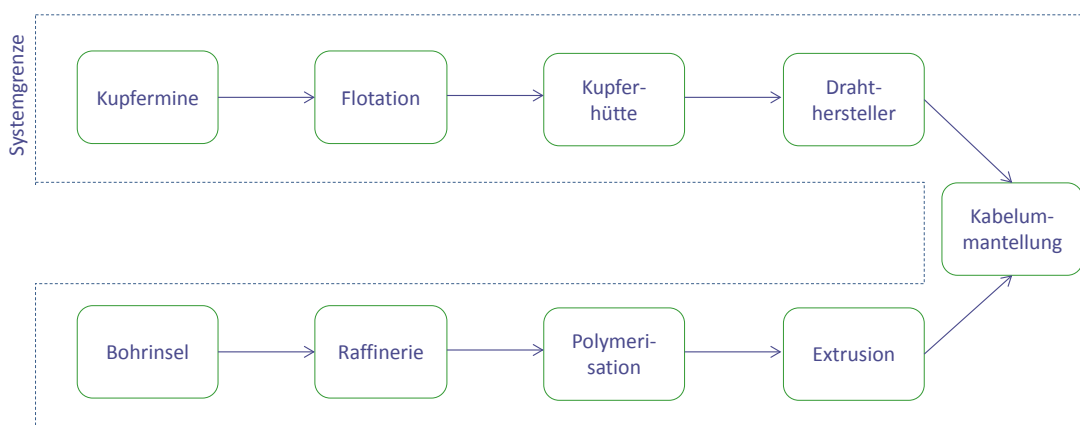 Systemgrenze
Kupfermine
Flotation
Kupfer-
hütte
Draht-
hersteller
Kabelum-
mantellung
Bohrinsel
Raffinerie
Polymeri-
sation
Extrusion